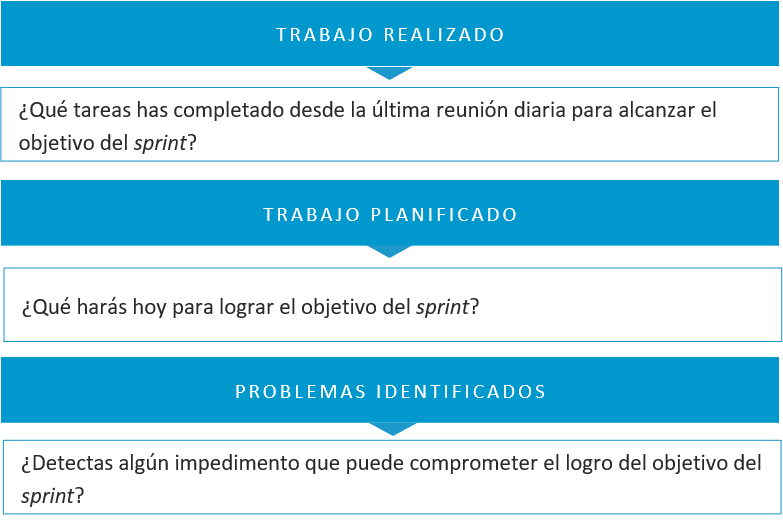 TRABAJO REALIZADO
¿Qué tareas has completado desde la última reunión diaria para alcanzar el
objetivo del sprint?
TRABAJO PLANIFICADO
¿Qué harás hoy para lograr el objetivo del sprint?
PROBLEMAS IDENTIFICADOS
¿Detectas algún impedimento que puede comprometer el logro del objetivo del
sprint?